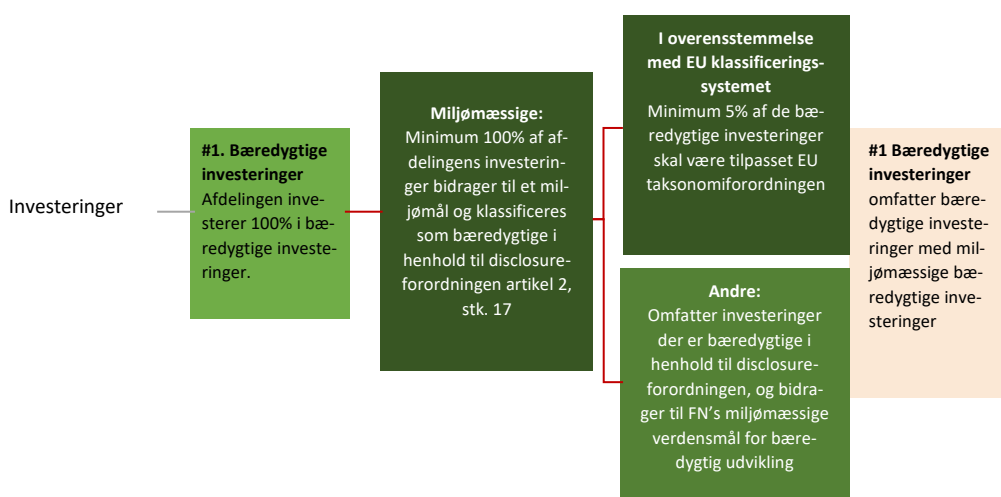 Investeringer
#1. Bæredygtige
investeringer
Afdelingen inve-
sterer 100% i bæ-
redygtige investe-
ringer.
Miljømæssige:
Minimum 100% af af-
delingens investerin-
ger bidrager til et mil-
jømål og klassificeres
som bæredygtige i
henhold til disclosure-
forordningen artikel 2,
stk. 17
I overensstemmelse
med EU klassificerings-
systemet
Minimum 5% af de bæ-
redygtige investeringer
skal være tilpasset EU
taksonomiforordningen
Andre:
Omfatter investeringer
der er bæredygtige i
henhold til disclosure-
forordningen, og bidra-
ger til FN’s miljømæssige
verdensmål for bære-
dygtig udvikling
#1 Bæredygtige
investeringer
omfatter bære-
dygtige investe-
ringer med mil-
jømæssige bæ-
redygtige inve-
steringer